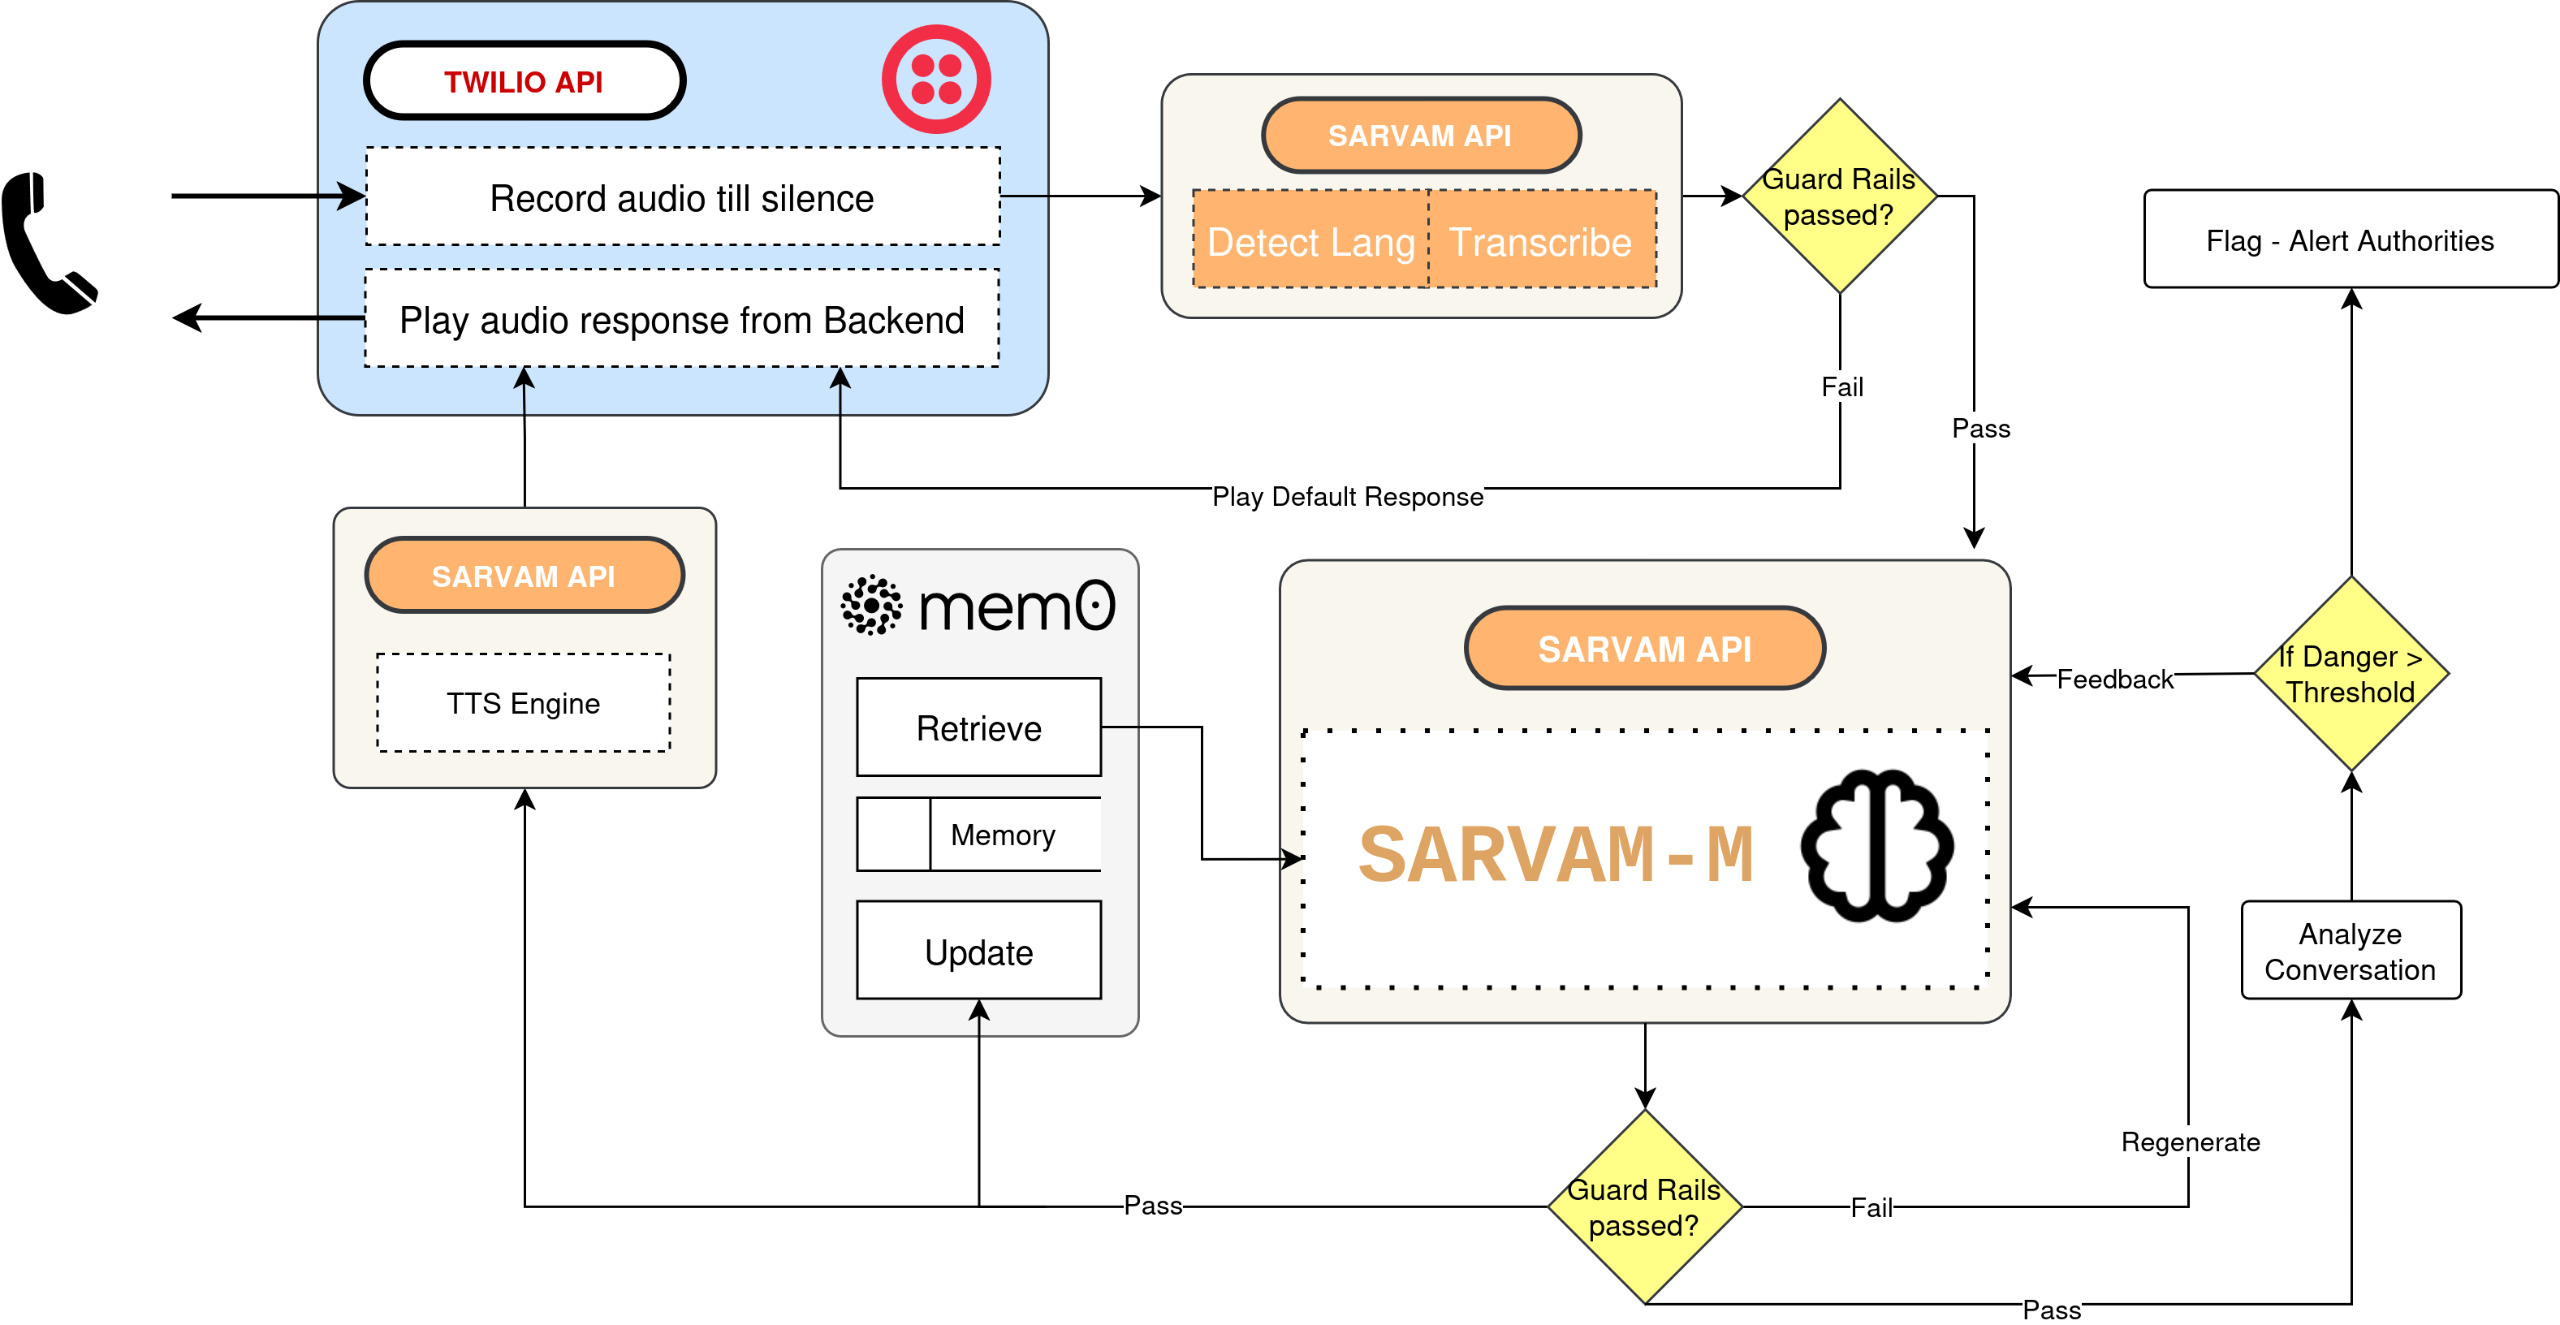 TWILIO API
Record audio till silence
Play audio response from Backend
SARVAM API
Detect Lang
Transcribe
Guard Rails
passed?
Flag - Alert Authorities
Fail
Pass
Play Default Response
SARVAM API
TTS Engine
mem0
Retrieve
Memory
Update
SARVAM API
SARVAM-M
Feedback
If Danger >
Threshold
Analyze
Conversation
Regenerate
Guard Rails
passed?
Pass
Fail
Pass